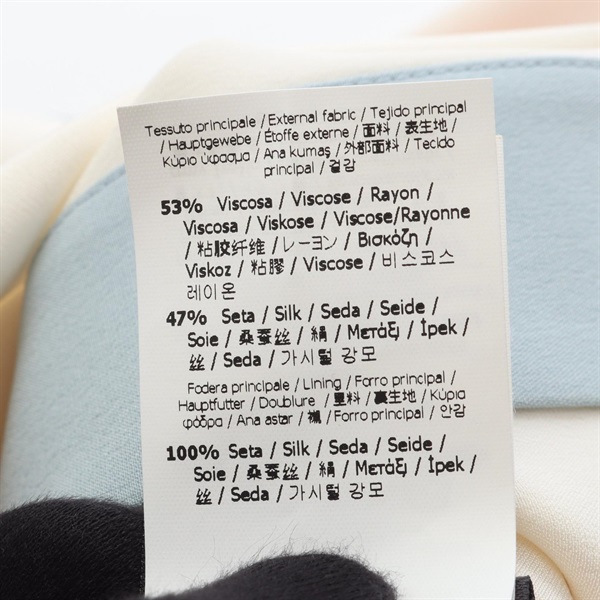 Tessuto principale / External fabric / Tejido principal
/ Hauptgewebe / Étoffe externe / 面料 / 表生地 /
Κύριο ύφασμα / Ana kumaş / 外部面料 / Tecido
principal / 겉감
53% Viscosa / Viscose / Rayon /
Viscosa / Viskose / Viscose/Rayonne
/ 粘胶纤维 / レーヨン / Βισκόζη /
Viskoz / 粘膠 / Viscose / 비스코스
레이온
47% Seta / Silk / Seda / Seide /
Soie / 桑蚕丝 / 絹 / Μετάξι / İpek /
丝 / Seda / 가시털 강모
Fodera principale / Lining / Forro principal /
Hauptfutter / Doublure / 里料 / 裏生地 / Κύρια
φόδρα / Ana astar / 襯 / Forro principal / 안감
100% Seta / Silk / Seda / Seide /
Soie / 桑蚕丝 / 絹 / Μετάξι / İpek /
丝 / Seda / 가시털 강모